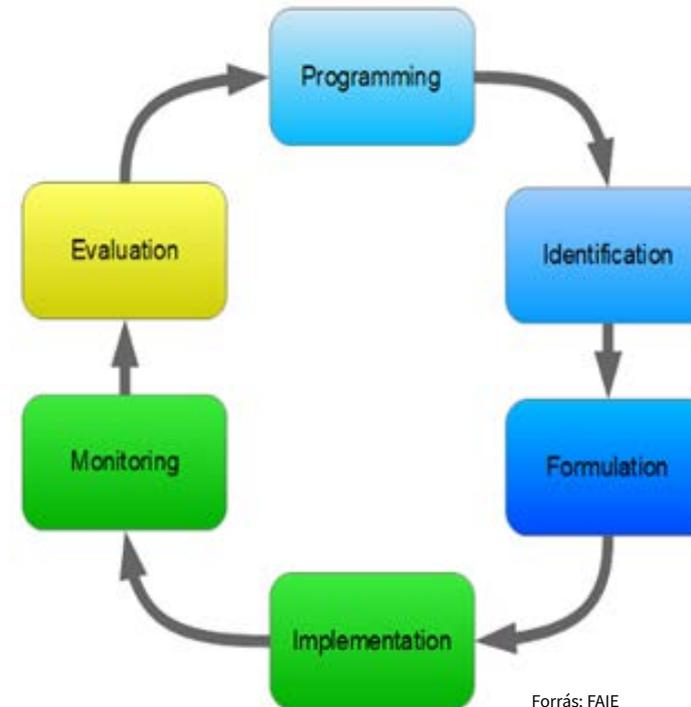 Programming
Identification
Formulation
Implementation
Monitoring
Evaluation
Forrás: FAIE